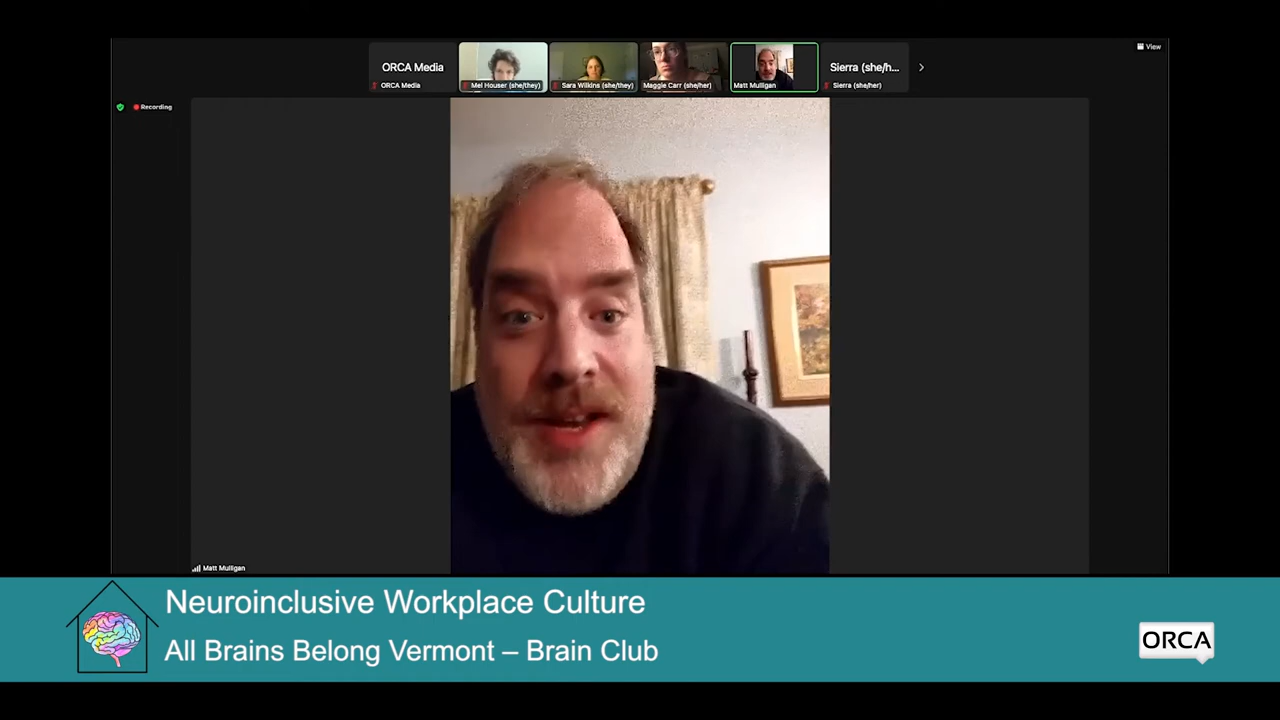 View
ORCA Media
ORCA Media
Mel Houser (she/they)
Sara Wilkins (she/they)
Maggie Carr (she/her)
Matt Mulligan
Sierra (she/h...
Sierra (she/her)
Recording
Matt Mulligan
Neuroinclusive Workplace Culture
All Brains Belong Vermont – Brain Club
ORCA